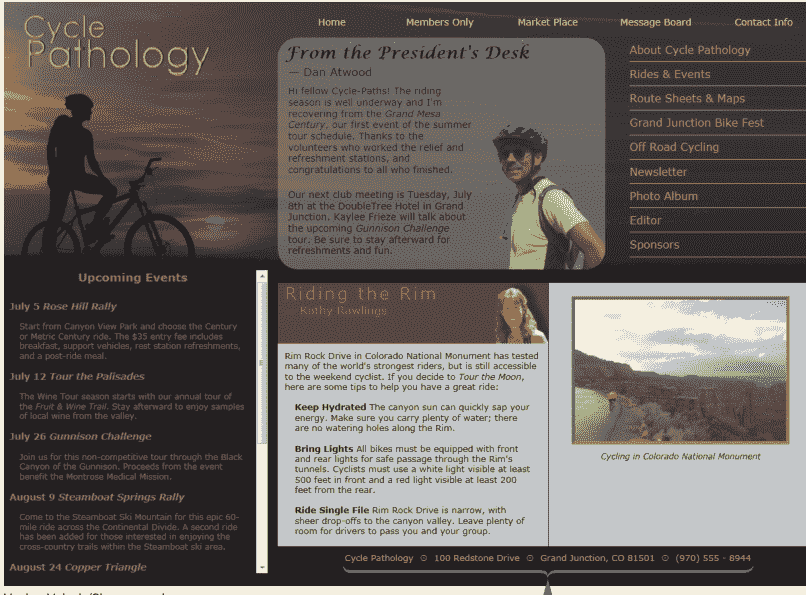 Cycle
Pathology
Home Members Only Market Place Message Board Contact Info
From the President's Desk
— Dan Atwood
Hi fellow Cycle-Paths! The riding
season is well underway and I'm
recovering from the Grand Mesa
Century, our first event of the summer
tour schedule. Thanks to the
volunteers who worked the relief and
refreshment stations, and
congratulations to all who finished.
Our next club meeting is Tuesday, July
8th at the DoubleTree Hotel in Grand
Junction. Kaylee Frieze will talk about
the upcoming Gunnison Challenge
tour. Be sure to stay afterward for
refreshments and fun.
About Cycle Pathology
Rides & Events
Route Sheets & Maps
Grand Junction Bike Fest
Off Road Cycling
Newsletter
Photo Album
Editor
Sponsors
Upcoming Events
July 5 Rose Hill Rally
Start from Canyon View Park and choose the Century
or Metric Century ride. The $35 entry fee includes
breakfast, support vehicles, rest station refreshments,
and a post-ride meal.
July 12 Tour the Palisades
The Wine Tour season starts with our annual tour of
the Fruit & Wine Trail. Stay afterward to enjoy samples
of local wine from the valley.
July 26 Gunnison Challenge
Join us for this non-competitive tour through the Black
Canyon of the Gunnison. Proceeds from the event
benefit the Montrose Medical Mission.
August 9 Steamboat Springs Rally
Come to the Steamboat Ski Mountain for this epic 60-
mile ride across the Continental Divide. A second ride
has been added for those interested in enjoying the
cross-country trails within the Steamboat ski area.
August 24 Copper Triangle
Riding the Rim
— Kathy Rawlings
Rim Rock Drive in Colorado National Monument has tested
many of the world's strongest riders, but is still accessible
to the weekend cyclist. If you decide to Tour the Moon,
here are some tips to help you have a great ride:
Keep Hydrated The canyon sun can quickly sap your
energy. Make sure you carry plenty of water; there
are no watering holes along the Rim.
Bring Lights All bikes must be equipped with front
and rear lights for safe passage through the Rim's
tunnels. Cyclists must use a white light visible at least
500 feet in front and a red light visible at least 200
feet from the rear.
Ride Single File Rim Rock Drive is narrow, with
sheer drop-offs to the canyon valley. Leave plenty of
room for drivers to pass you and your group.
Cycling in Colorado National Monument
Cycle Pathology ⊙ 100 Redstone Drive ⊙ Grand Junction, CO 81501 ⊙ (970) 555 - 8944